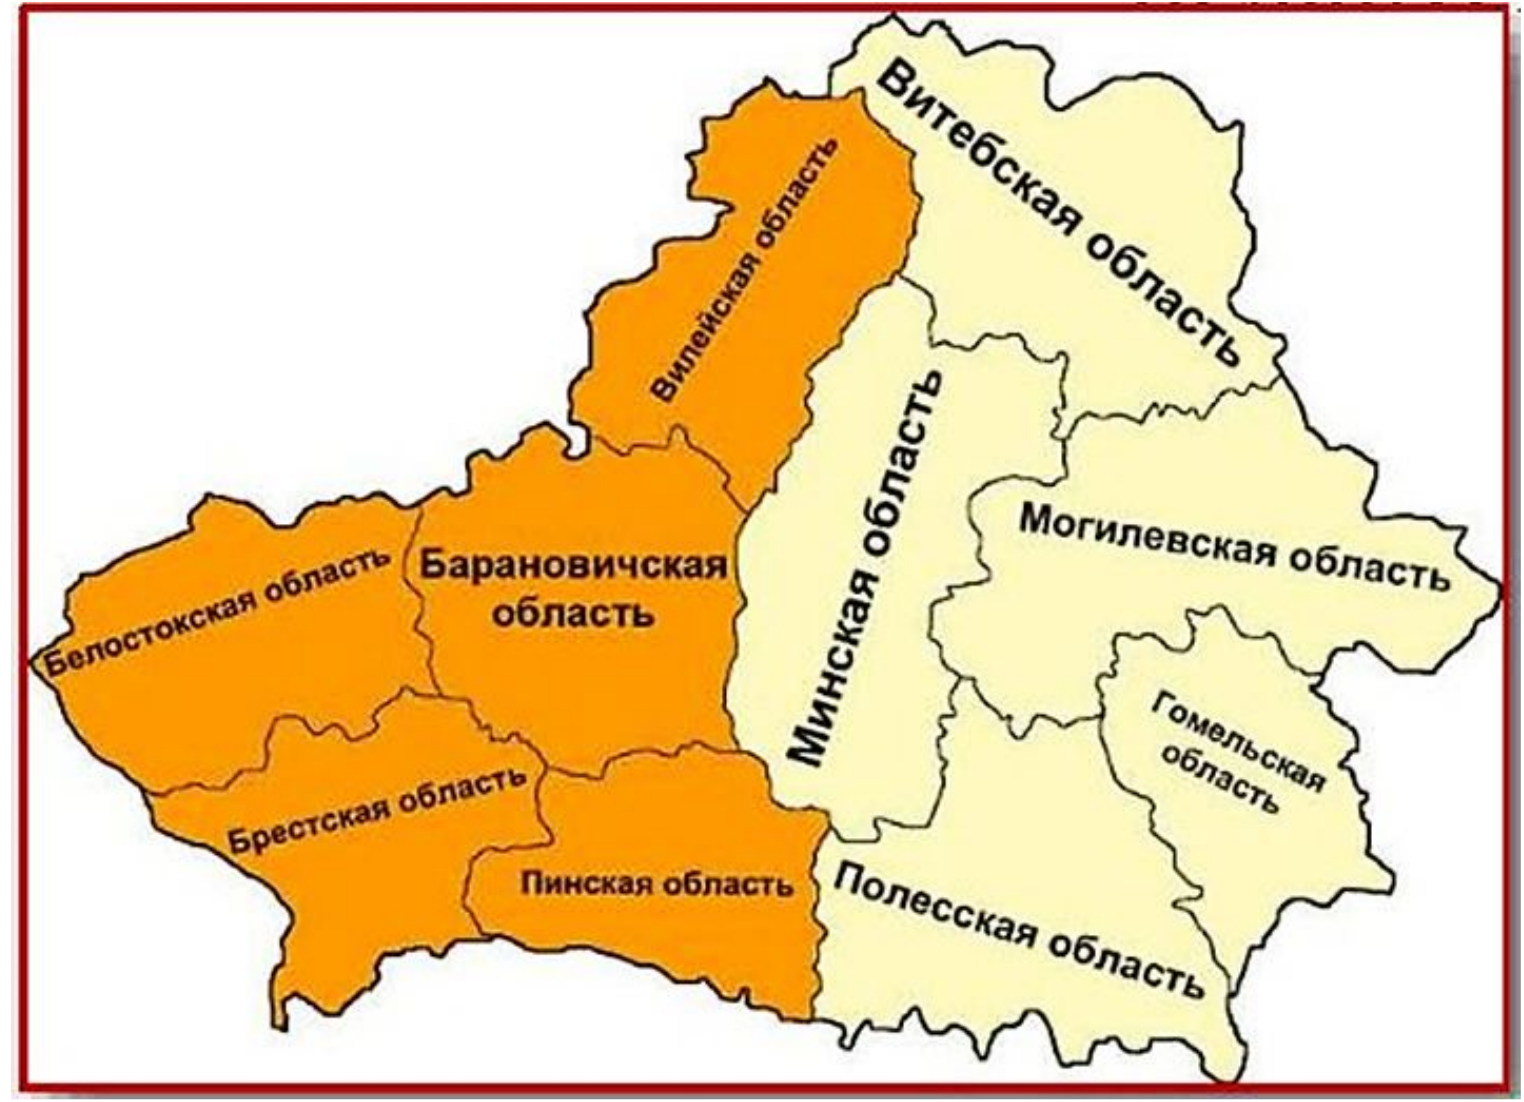 Витебская область
Вилейская область
Минская область
Могилевская область
Барановичская
область
Белостокская область
Гомельская
область
Брестская область
Пинская область
Полесская область